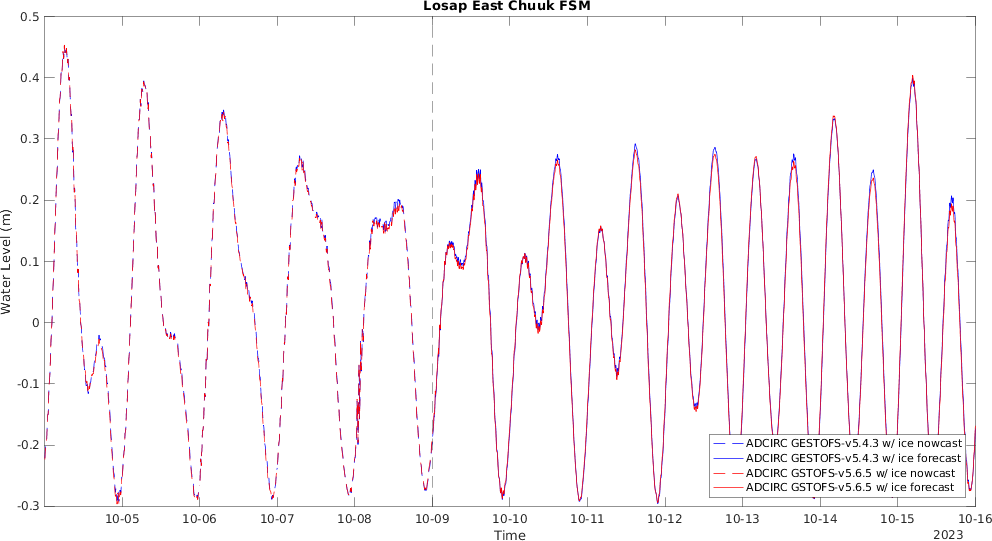 Losap East Chuuk FSM
0.5
0.4
0.3
0.2
0.1
0
-0.1
-0.2
-0.3
Water Level (m)
ADCIRC GESTOFS-v5.4.3 w/ ice nowcast
ADCIRC GESTOFS-v5.4.3 w/ ice forecast
ADCIRC GSTOFS-v5.6.5 w/ ice nowcast
ADCIRC GSTOFS-v5.6.5 w/ ice forecast
10-05 10-06 10-07 10-08 10-09 10-10 10-11 10-12 10-13 10-14 10-15 10-16
Time
2023